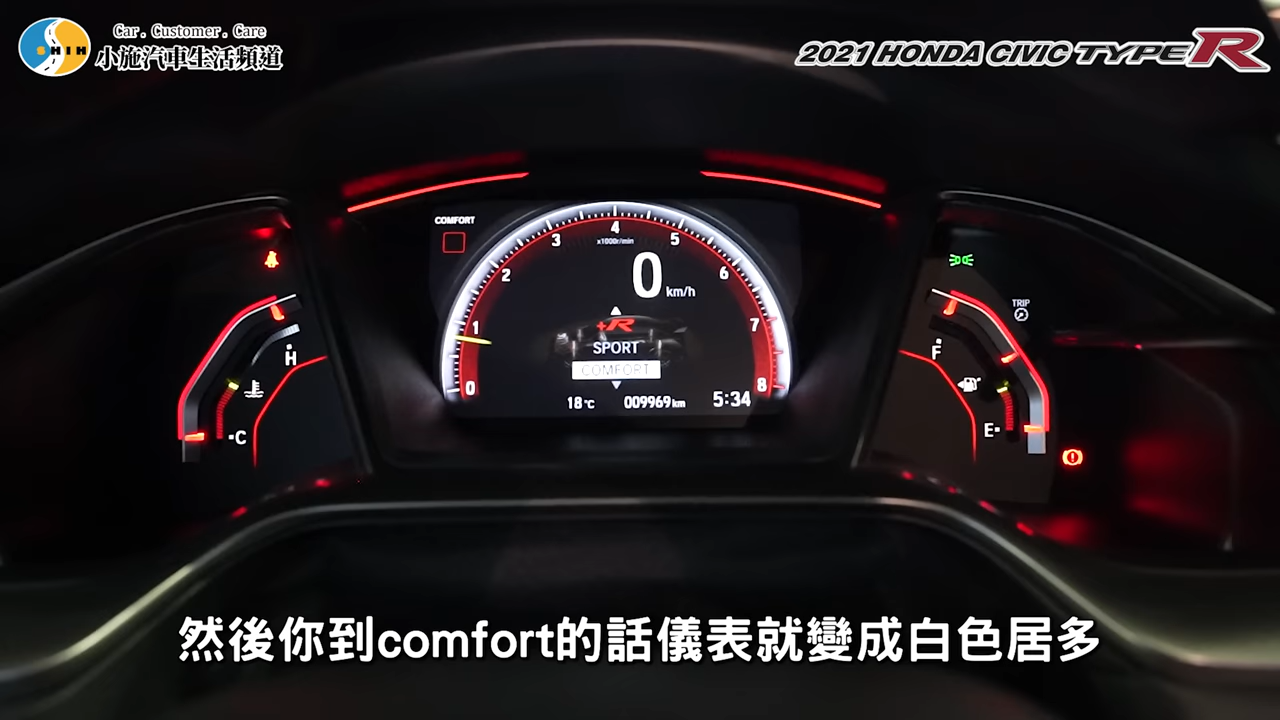 Car . Customer . Care
SHIH
小施汽車生活頻道
2021 HONDA CIVIC TYPE R
COMFORT
0 1 2 3 4 5 6 7 8
x1000r/min
0 km/h
+R
SPORT
COMFORT
18°C 009969km 5:34
H
C
TRIP
F
E
然後你到comfort的話儀表就變成白色居多